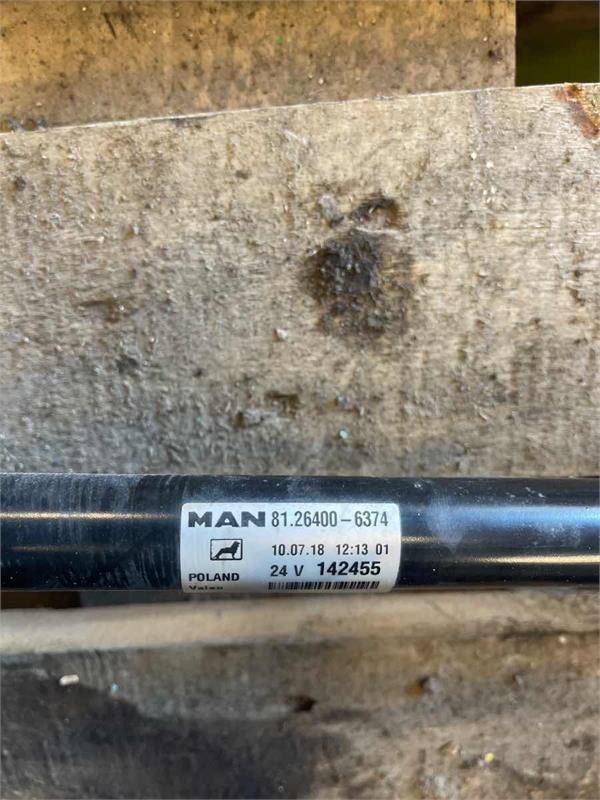 MAN 81.26400-6374
10.07.18 12:13 01
POLAND 24 V 142455
Valeo